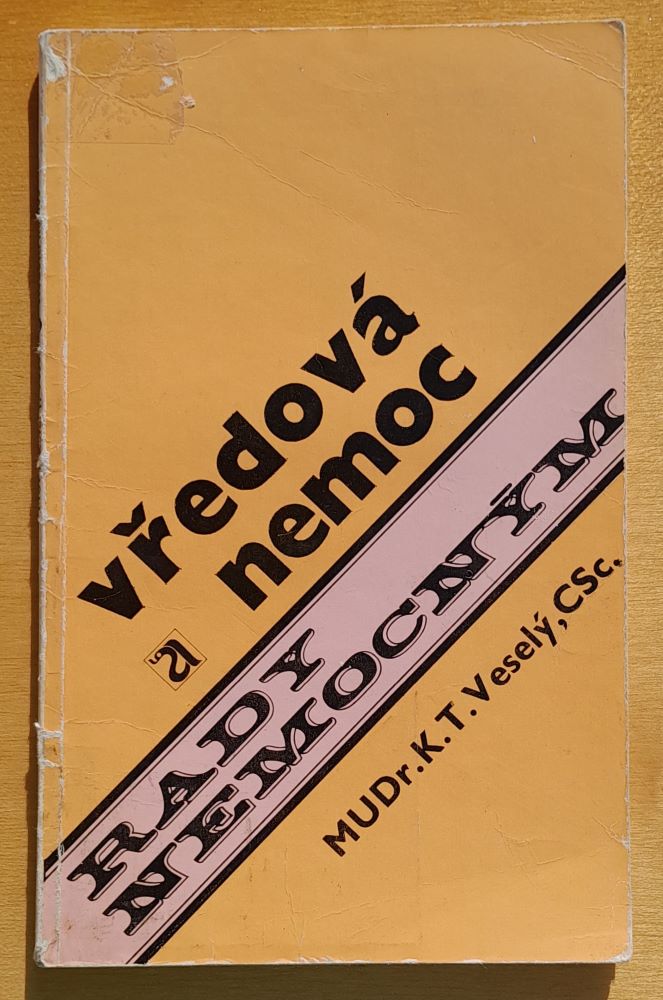 vředová
nemoc
RADY
NEMOCNÝM
MUDr. K. T. Veselý, CSc.